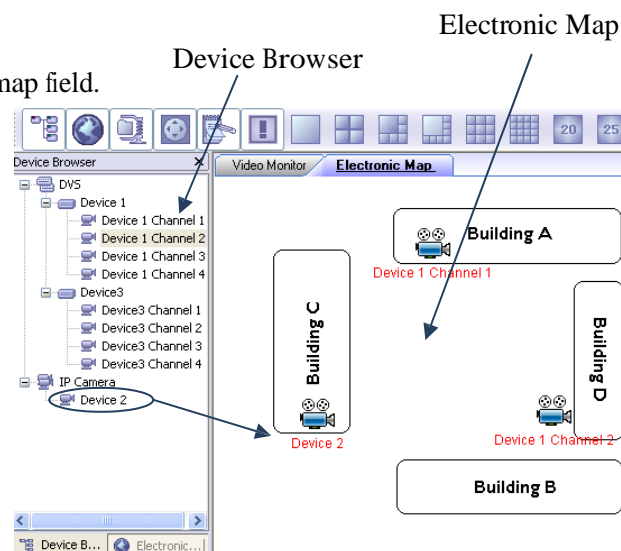 Electronic Map
Device Browser
map field.
20 25
Device Browser x
Video Monitor Electronic Map
DVS
Device 1
Device 1 Channel 1
Device 1 Channel 2
Device 1 Channel 3
Device 1 Channel 4
Device3
Device3 Channel 1
Device3 Channel 2
Device3 Channel 3
Device3 Channel 4
IP Camera
Device 2
Building A
Device 1 Channel 1
Building C
Device 2
Building D
Device 1 Channel 2
Building B
Device B... Electronic...